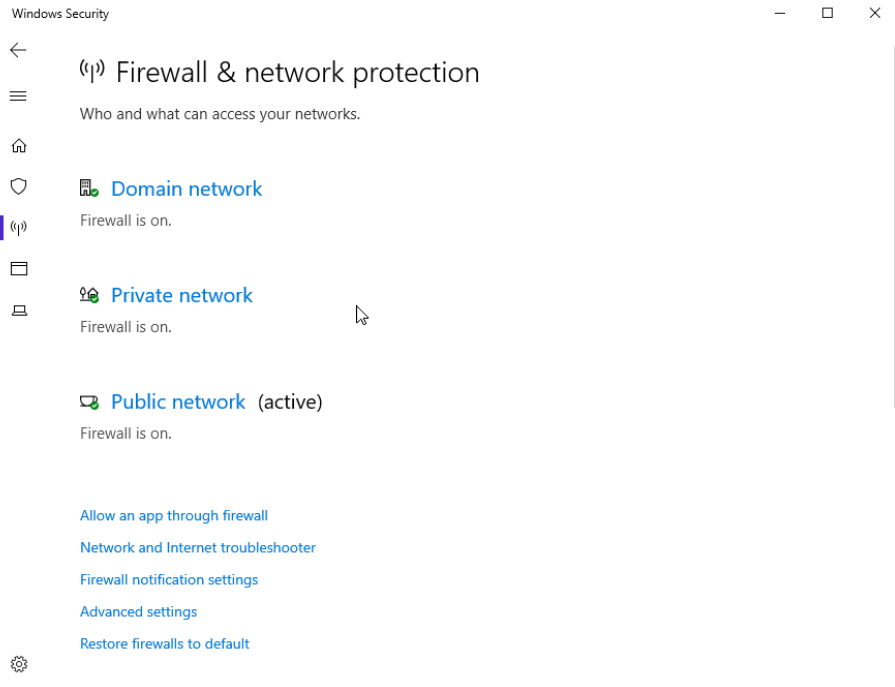 Windows Security
Firewall & network protection
Who and what can access your networks.
Domain network
Firewall is on.
Private network
Firewall is on.
Public network (active)
Firewall is on.
Allow an app through firewall
Network and Internet troubleshooter
Firewall notification settings
Advanced settings
Restore firewalls to default